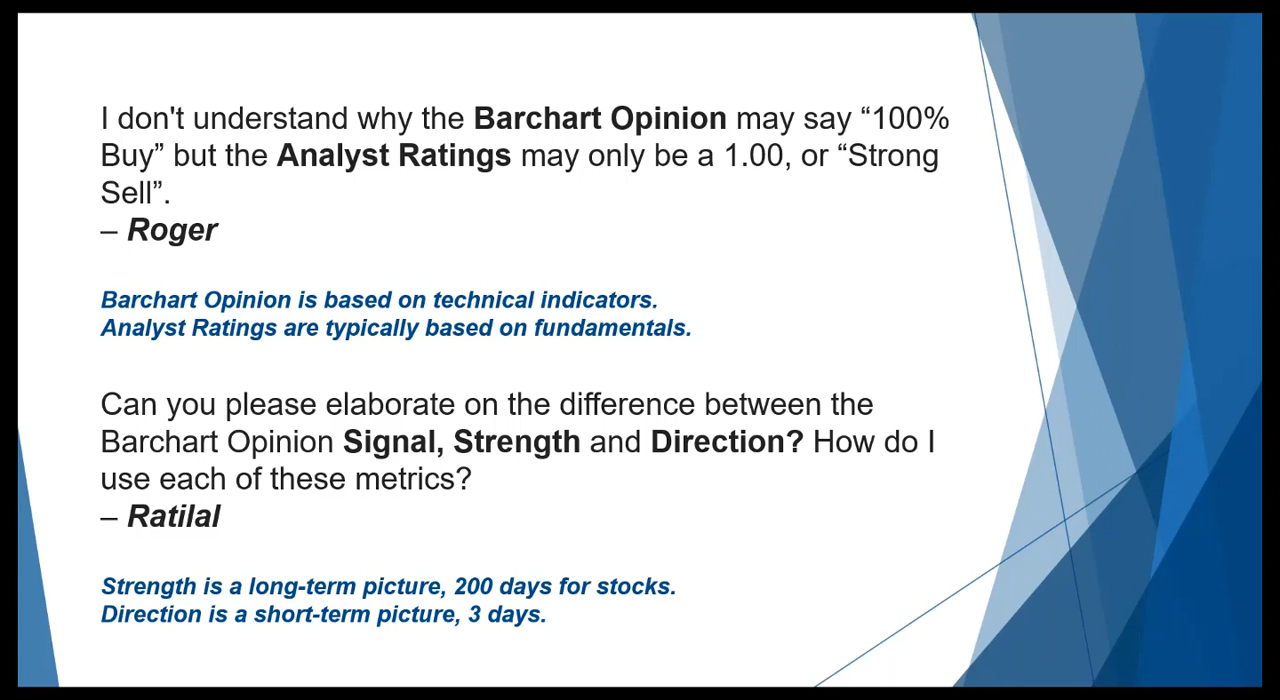 I don't understand why the Barchart Opinion may say “100%
Buy” but the Analyst Ratings may only be a 1.00, or “Strong
Sell”.
– Roger
Barchart Opinion is based on technical indicators.
Analyst Ratings are typically based on fundamentals.
Can you please elaborate on the difference between the
Barchart Opinion Signal, Strength and Direction? How do I
use each of these metrics?
– Ratilal
Strength is a long-term picture, 200 days for stocks.
Direction is a short-term picture, 3 days.